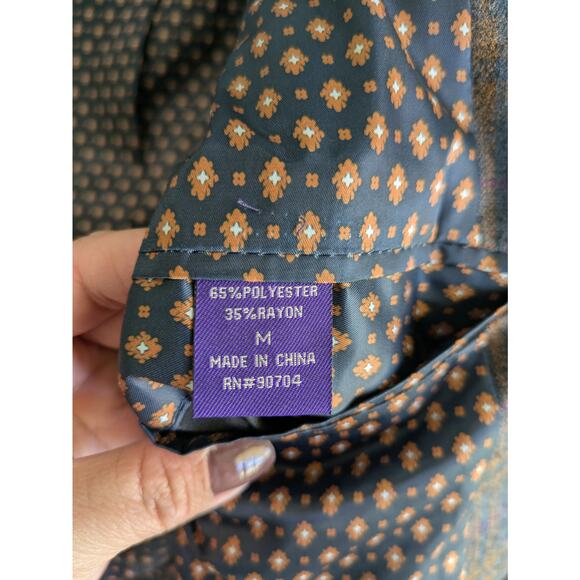 65%POLYESTER
35%RAYON
M
MADE IN CHINA
RN#90704